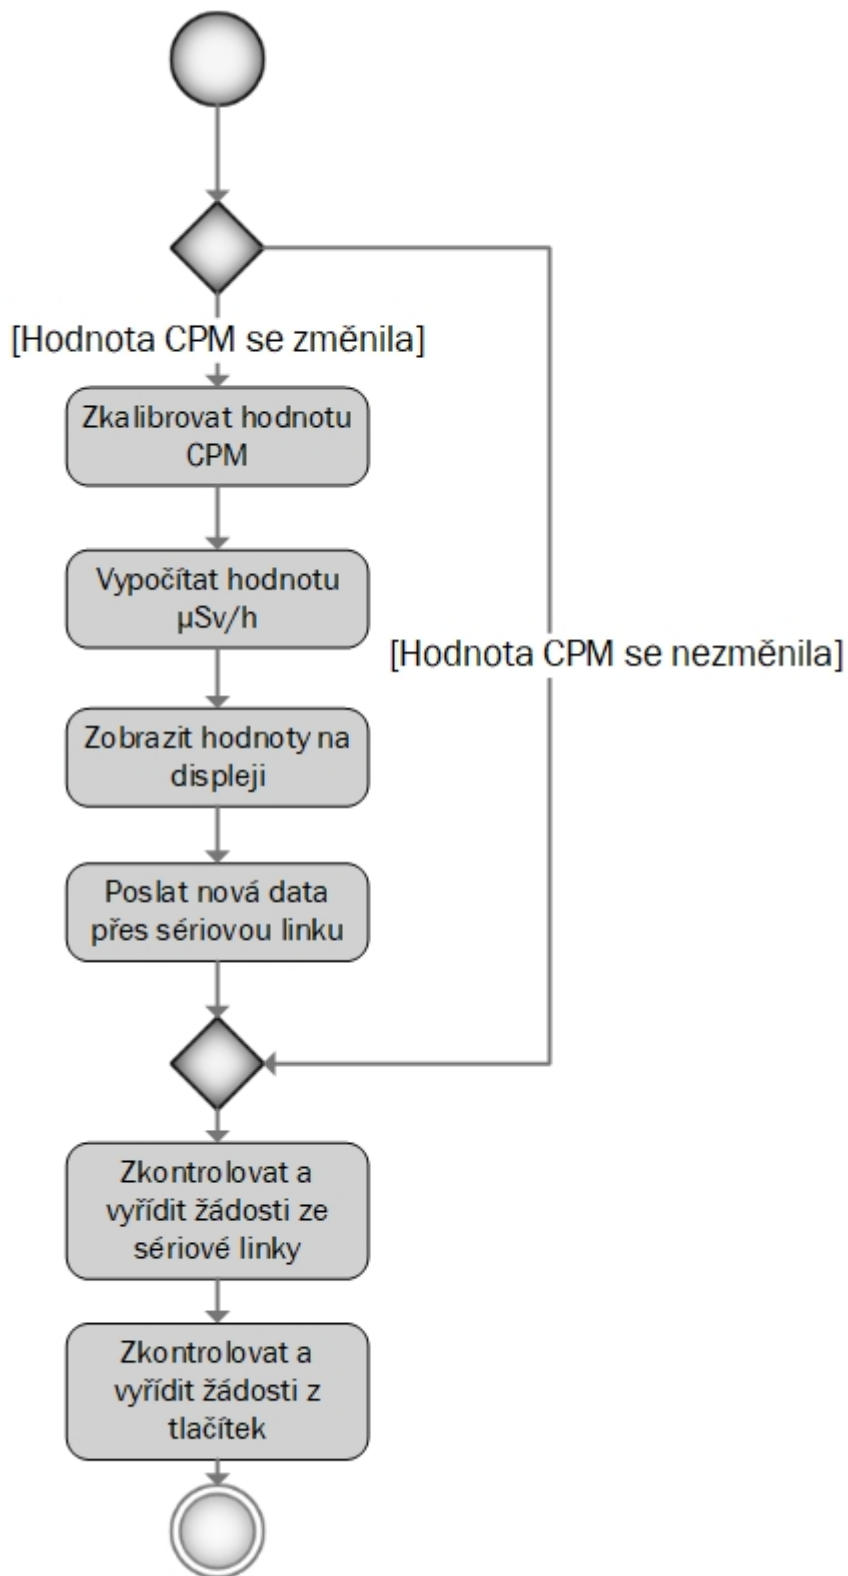 [Hodnota CPM se změnila]
Zkalibrovat hodnotu
CPM
Vypočítat hodnotu
µSv/h
[Hodnota CPM se nezměnila]
Zobrazit hodnoty na
displeji
Poslat nová data
přes sériovou linku
Zkontrolovat a
vyřídit žádosti ze
sériové linky
Zkontrolovat a
vyřídit žádosti z
tlačítek